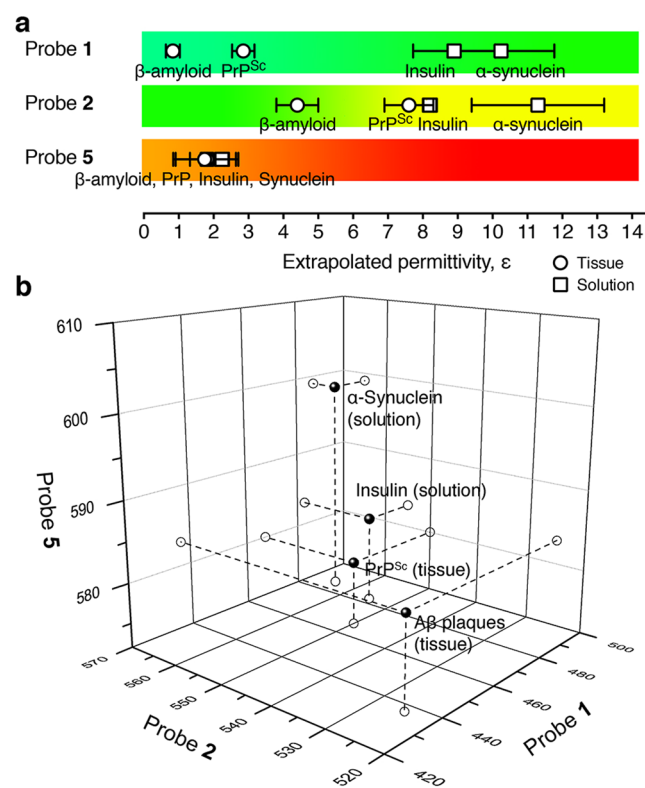 a
Probe 1
β-amyloid PrPSc Insulin α-synuclein
Probe 2
β-amyloid PrPSc Insulin α-synuclein
Probe 5
β-amyloid, PrP, Insulin, Synuclein
0 1 2 3 4 5 6 7 8 9 10 11 12 13 14
Extrapolated permittivity, ε
Tissue
Solution
b
610
600
590
580
Probe 5
α-Synuclein
(solution)
Insulin (solution)
PrPSc (tissue)
Aβ plaques
(tissue)
570
560
550
540
530
520
Probe 2
420
440
460
480
500
Probe 1